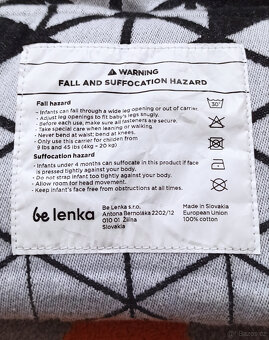 ⚠ WARNING
FALL AND SUFFOCATION HAZARD
Fall hazard
- Infants can fall through a wide leg opening or out of carrier.
- Adjust leg openings to fit baby's legs snugly.
- Before each use, make sure all fasteners are secure.
- Take special care when leaning or walking.
- Never bend at waist; bend at knees.
- Only use this carrier for children from
9 lbs and 45 lbs (4kg ÷ 20 kg)
Suffocation hazard
- Infants under 4 months can suffocate in this product if face
is pressed tightly against your body.
- Do not strap infant too tightly against your body.
- Allow room for head movement.
- Keep infant's face free from obstructions at all times.
30°
be lenka
Be Lenka s.r.o.
Antona Bernoláka 2202/12
010 01 Žilina
Slovakia
Made in Slovakia
European Union
100% cotton